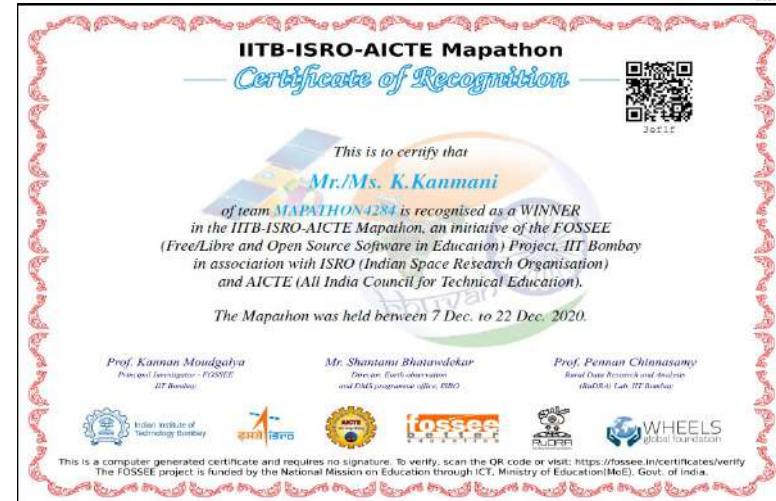 IITB-ISRO-AICTE Mapathon
Certificate of Recognition
3af1f
This is to certify that
Mr./Ms. K.Kanmani
of team MAPATHON4284 is recognised as a WINNER
in the IITB-ISRO-AICTE Mapathon, an initiative of the FOSSEE
(Free/Libre and Open Source Software in Education) Project, IIT Bombay
in association with ISRO (Indian Space Research Organisation)
and AICTE (All India Council for Technical Education).
bhuvan
The Mapathon was held between 7 Dec. to 22 Dec. 2020.
Prof. Kannan Moudgalya Mr. Shantanu Bhatawdekar Prof. Pennan Chinnasamy
Principal Investigator - FOSSEE Director, Earth observation Rural Data Research and Analysis
IIT Bombay and DMS programme office, ISRO (RuDRA) Lab, IIT Bombay
Indian Institute of
Technology Bombay
इसरो isro
AICTE
fossee
RuDRA
WHEELS
global foundation
This is a computer generated certificate and requires no signature. To verify, scan the QR code or visit: https://fossee.in/certificates/verify
The FOSSEE project is funded by the National Mission on Education through ICT, Ministry of Education(MoE), Govt. of India.